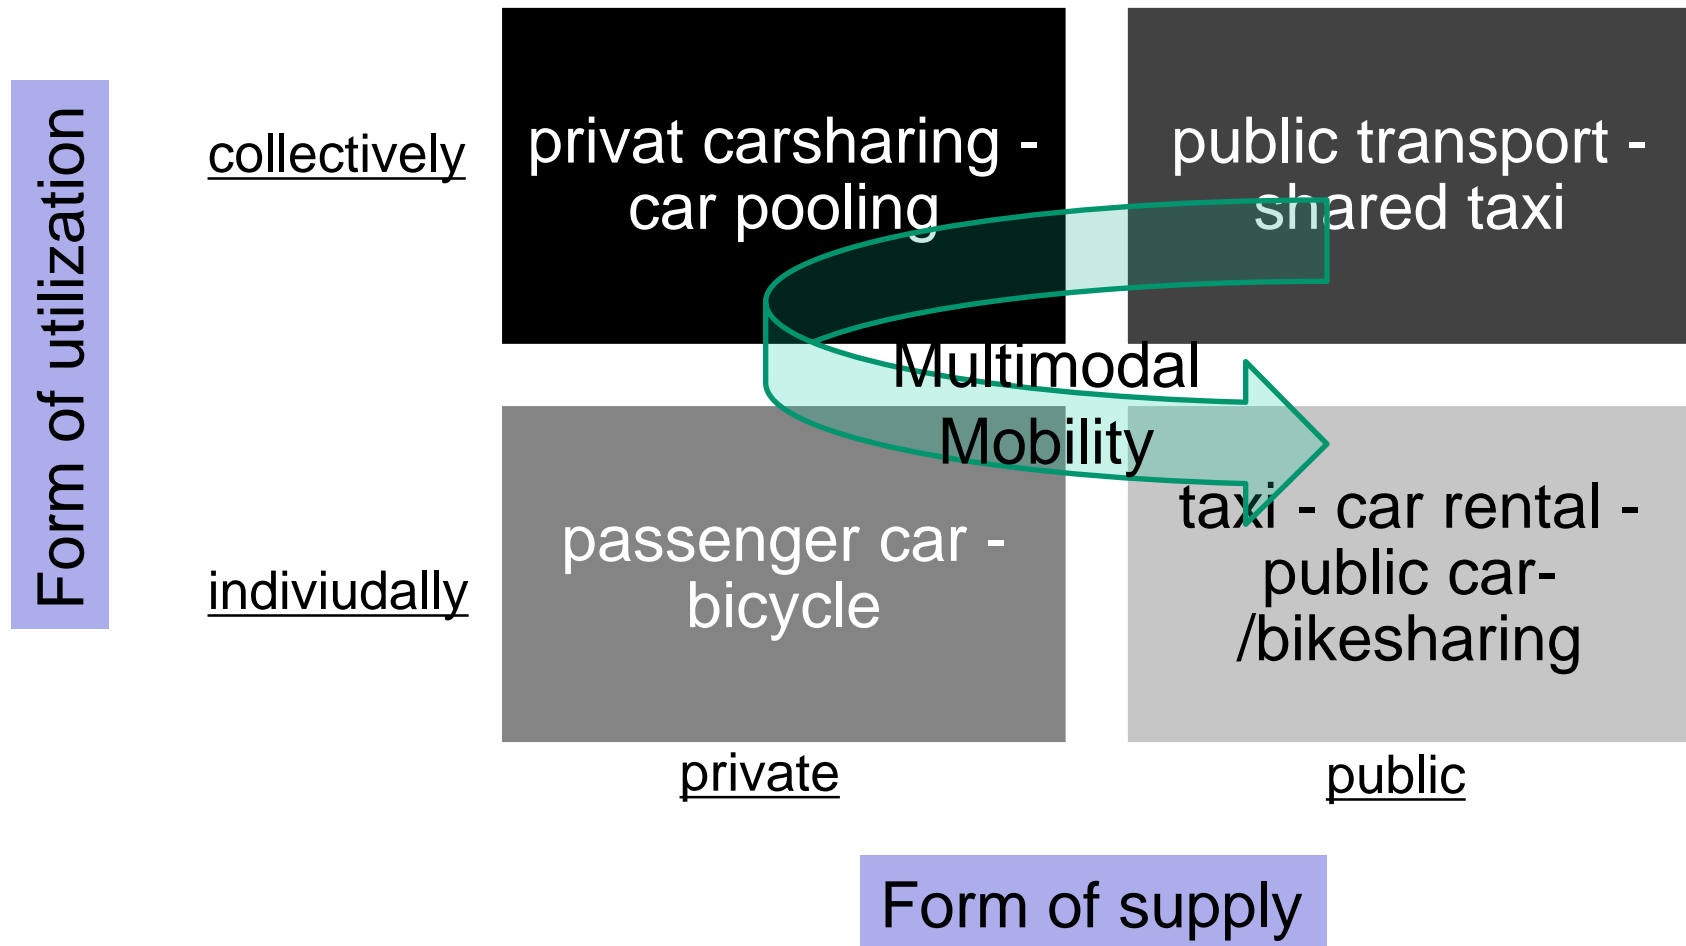 Form of utilization
collectively
privat carsharing -
car pooling
public transport -
shared taxi
Multimodal
Mobility
indiviudally
passenger car -
bicycle
taxi - car rental -
public car-
/bikesharing
private
public
Form of supply